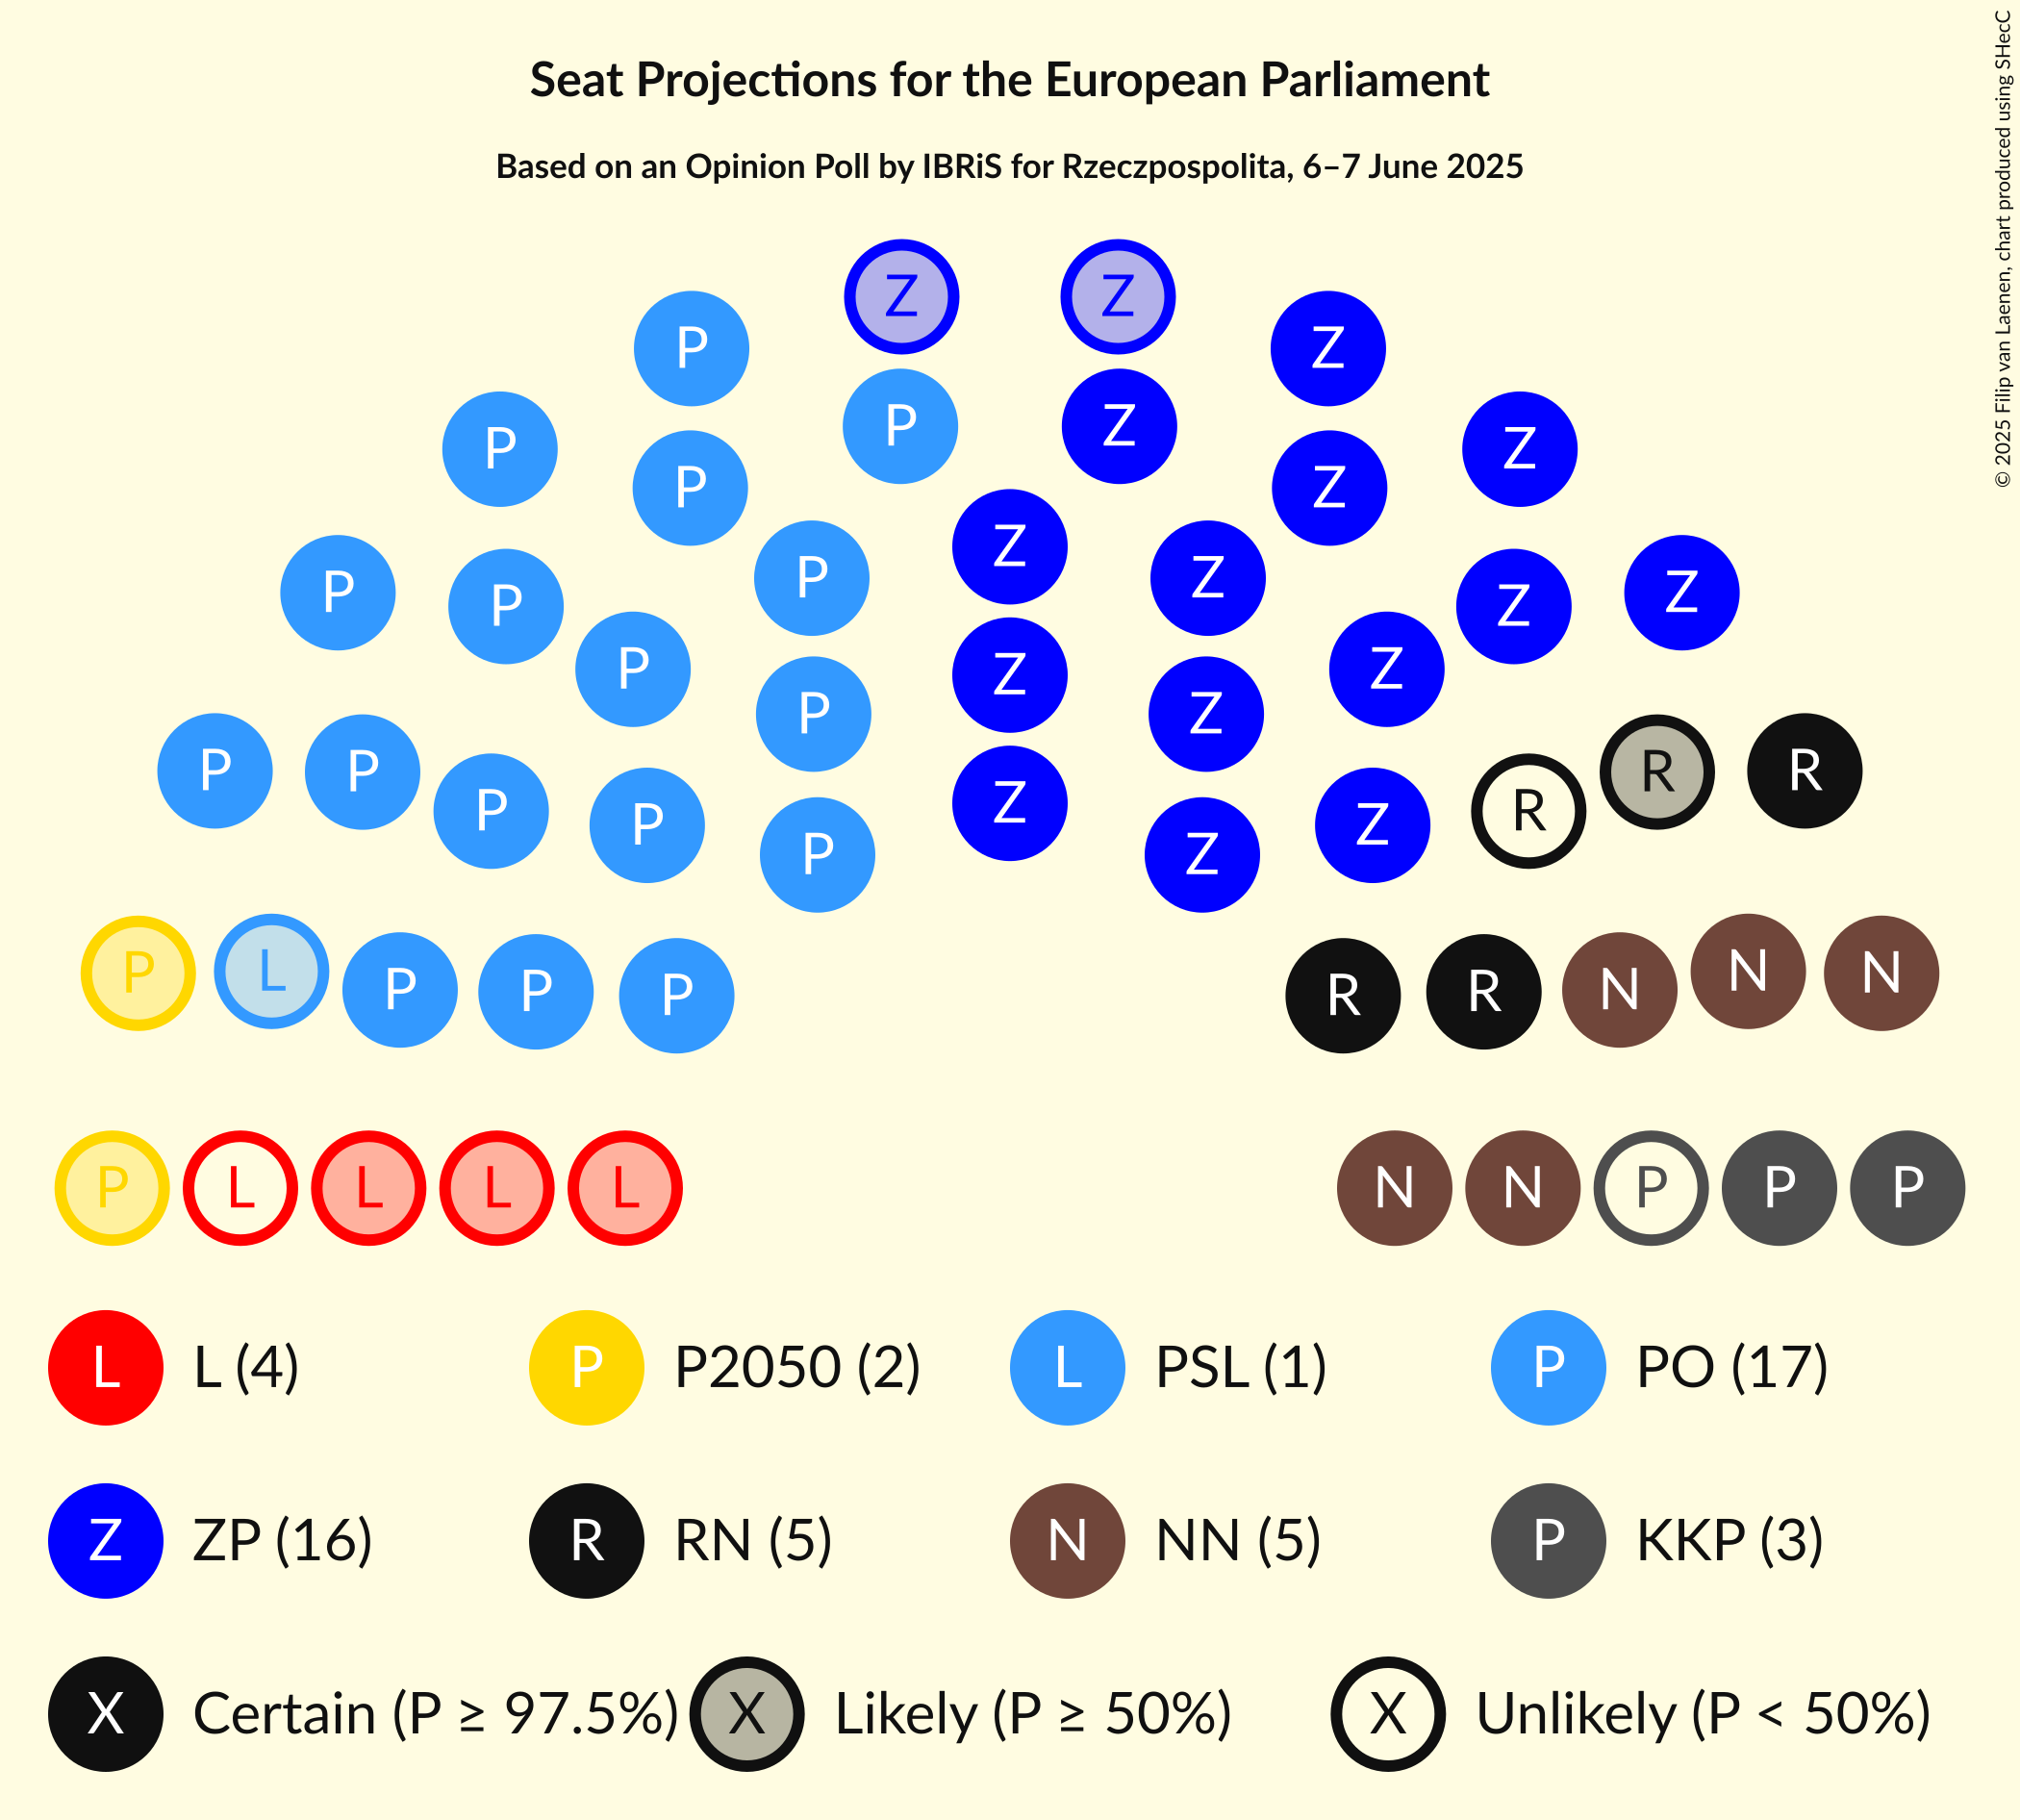 Seat Projections for the European Parliament
Based on an Opinion Poll by IBRiS for Rzeczpospolita, 6–7 June 2025
© 2025 Filip van Laenen, chart produced using SHecC
Z Z
P Z
P Z
P Z
P Z
P Z
Z
P Z
P Z
P Z
P Z
Z
P Z
P P R R
P Z
P R
P Z
P Z
P L N N
P P R N
P R
P L L L L N N P P P
L L (4) P P2050 (2) L PSL (1) P PO (17)
Z ZP (16) R RN (5) N NN (5) P KKP (3)
X Certain (P ≥ 97.5%) X Likely (P ≥ 50%) X Unlikely (P < 50%)